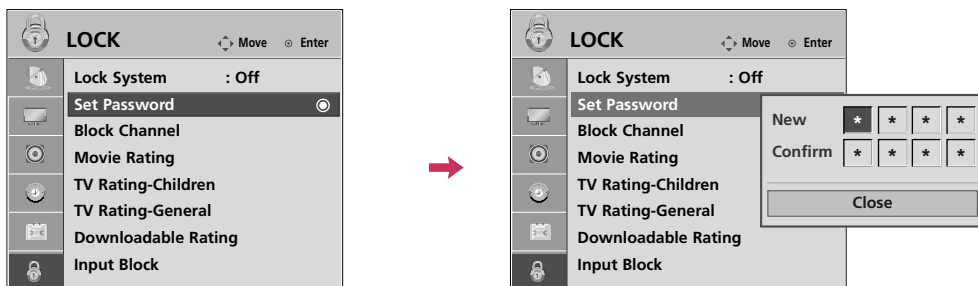 LOCK
Move Enter
Lock System : Off
Set Password
Block Channel
Movie Rating
TV Rating-Children
TV Rating-General
Downloadable Rating
Input Block
LOCK
Move Enter
Lock System : Off
Set Password
Block Channel
Movie Rating
TV Rating-Children
TV Rating-General
Downloadable Rating
Input Block
New * * * *
Confirm * * * *
Close